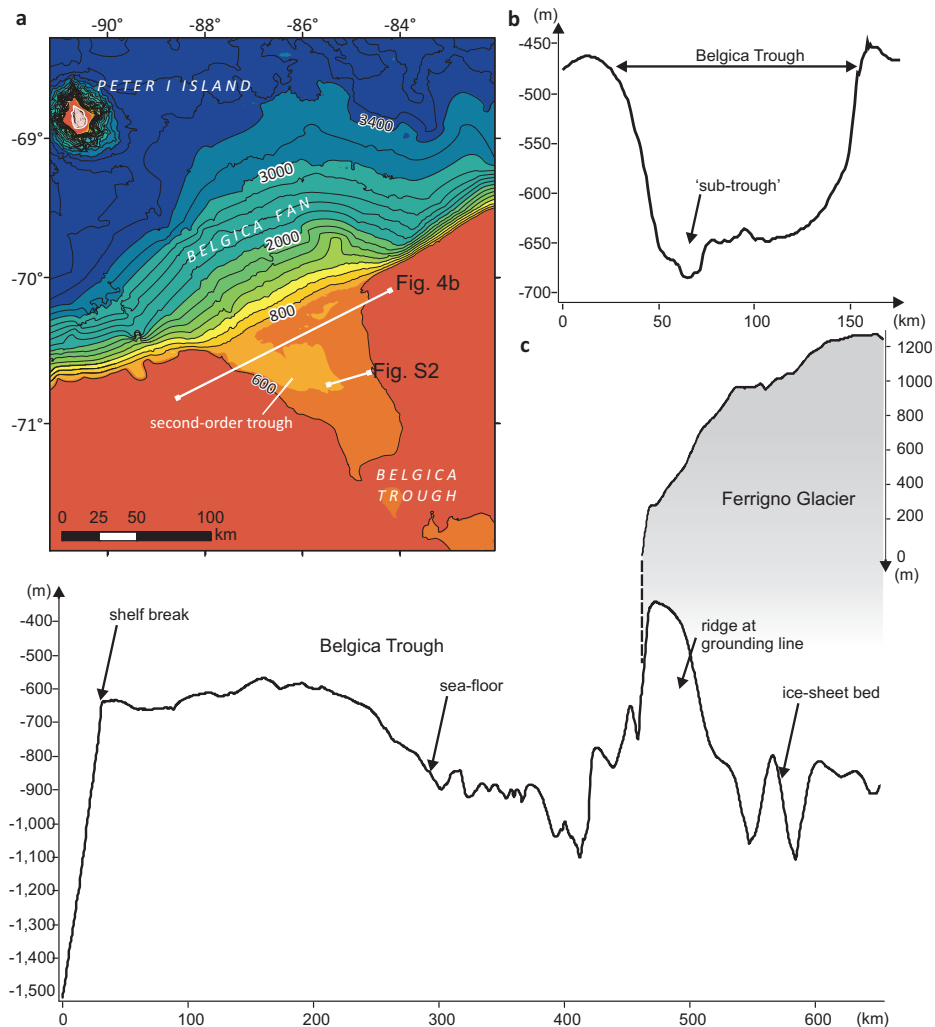 a
-90°
-88°
-86°
-84°
PETER I ISLAND
-69°
3400
3000
BELGICA FAN
2000
-70°
Fig. 4b
800
Fig. S2
600
second-order trough
-71°
BELGICA
TROUGH
0 25 50 100
km
b
(m)
-450
Belgica Trough
-500
-550
-600
'sub-trough'
-650
-700
0 50 100 150
(km)
c
1200
1000
800
600
400
200
0
(m)
Ferrigno Glacier
(m)
shelf break
-400
Belgica Trough
ridge at
grounding line
-500
sea-floor
ice-sheet bed
-600
-700
-800
-900
-1,000
-1,100
-1,200
-1,300
-1,400
-1,500
0 100 200 300 400 500 600 (km)